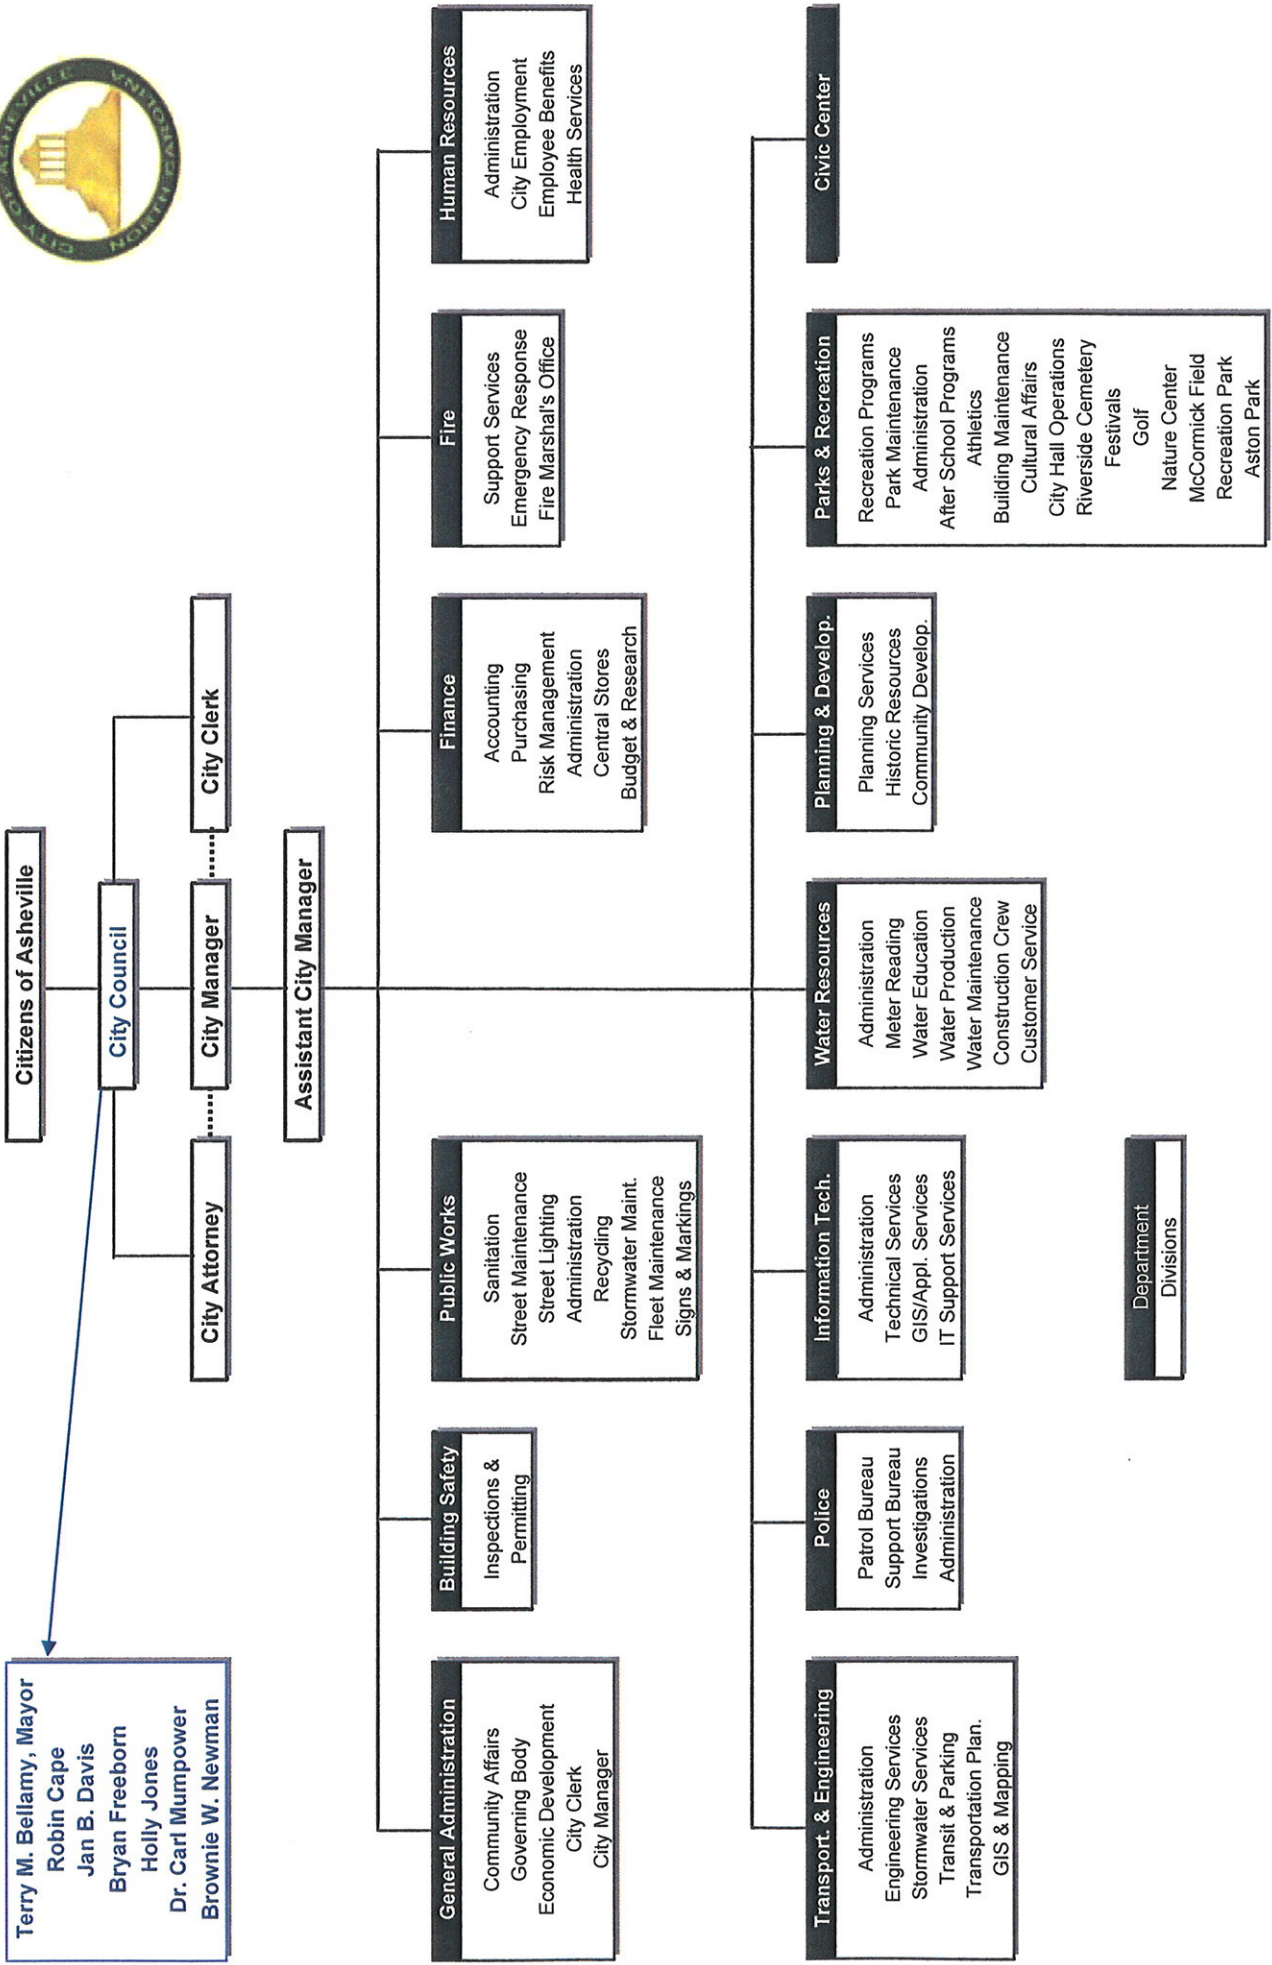 CITY OF ASHEVILLE
NORTH CAROLINA
Citizens of Asheville
Terry M. Bellamy, Mayor
Robin Cape
Jan B. Davis
Bryan Freeborn
Holly Jones
Dr. Carl Mumpower
Brownie W. Newman
City Council
City Attorney
City Manager
City Clerk
Assistant City Manager
General Administration
Community Affairs
Governing Body
Economic Development
City Clerk
City Manager
Building Safety
Inspections &
Permitting
Public Works
Sanitation
Street Maintenance
Street Lighting
Administration
Recycling
Stormwater Maint.
Fleet Maintenance
Signs & Markings
Finance
Accounting
Purchasing
Risk Management
Administration
Central Stores
Budget & Research
Fire
Support Services
Emergency Response
Fire Marshal's Office
Human Resources
Administration
City Employment
Employee Benefits
Health Services
Transport. & Engineering
Administration
Engineering Services
Stormwater Services
Transit & Parking
Transportation Plan.
GIS & Mapping
Police
Patrol Bureau
Support Bureau
Investigations
Administration
Information Tech.
Administration
Technical Services
GIS/Appl. Services
IT Support Services
Water Resources
Administration
Meter Reading
Water Education
Water Production
Water Maintenance
Construction Crew
Customer Service
Planning & Develop.
Planning Services
Historic Resources
Community Develop.
Parks & Recreation
Recreation Programs
Park Maintenance
Administration
After School Programs
Athletics
Building Maintenance
Cultural Affairs
City Hall Operations
Riverside Cemetery
Festivals
Golf
Nature Center
McCormick Field
Recreation Park
Aston Park
Civic Center
Department
Divisions